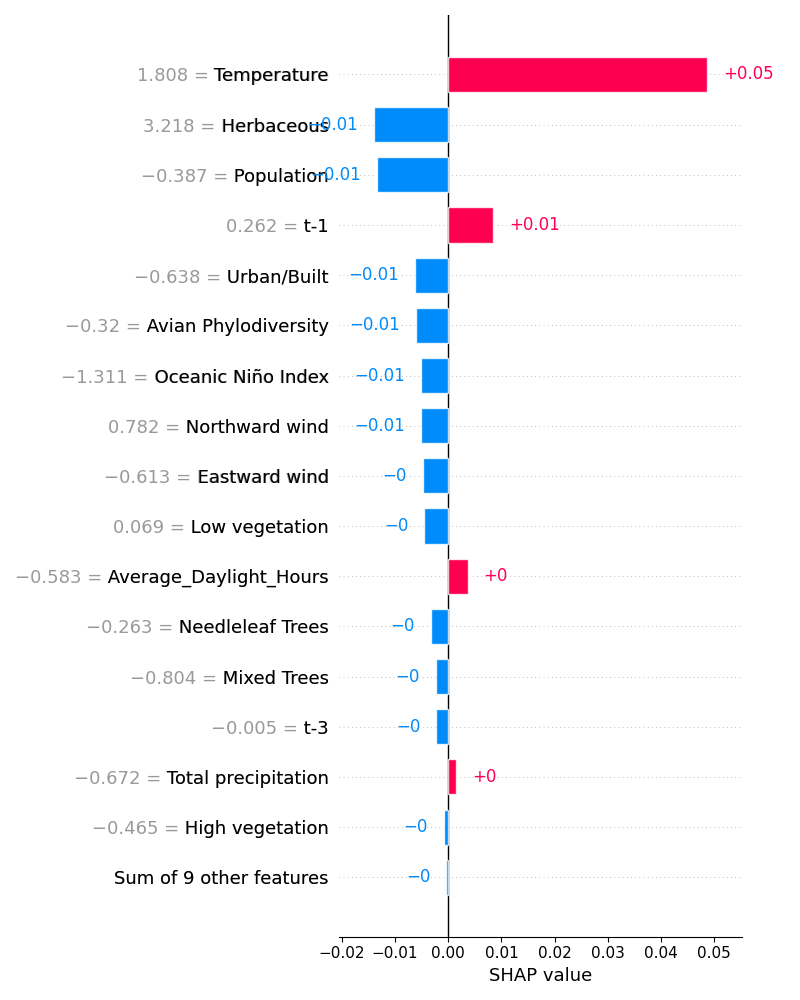 1.808 = Temperature +0.05
3.218 = Herbaceous −0.01
−0.387 = Population −0.01
0.262 = t-1 +0.01
−0.638 = Urban/Built −0.01
−0.32 = Avian Phylodiversity −0.01
−1.311 = Oceanic Niño Index −0.01
0.782 = Northward wind −0.01
−0.613 = Eastward wind −0
0.069 = Low vegetation −0
−0.583 = Average_Daylight_Hours +0
−0.263 = Needleleaf Trees −0
−0.804 = Mixed Trees −0
−0.005 = t-3 −0
−0.672 = Total precipitation +0
−0.465 = High vegetation −0
Sum of 9 other features −0
−0.02 −0.01 0.00 0.01 0.02 0.03 0.04 0.05
SHAP value